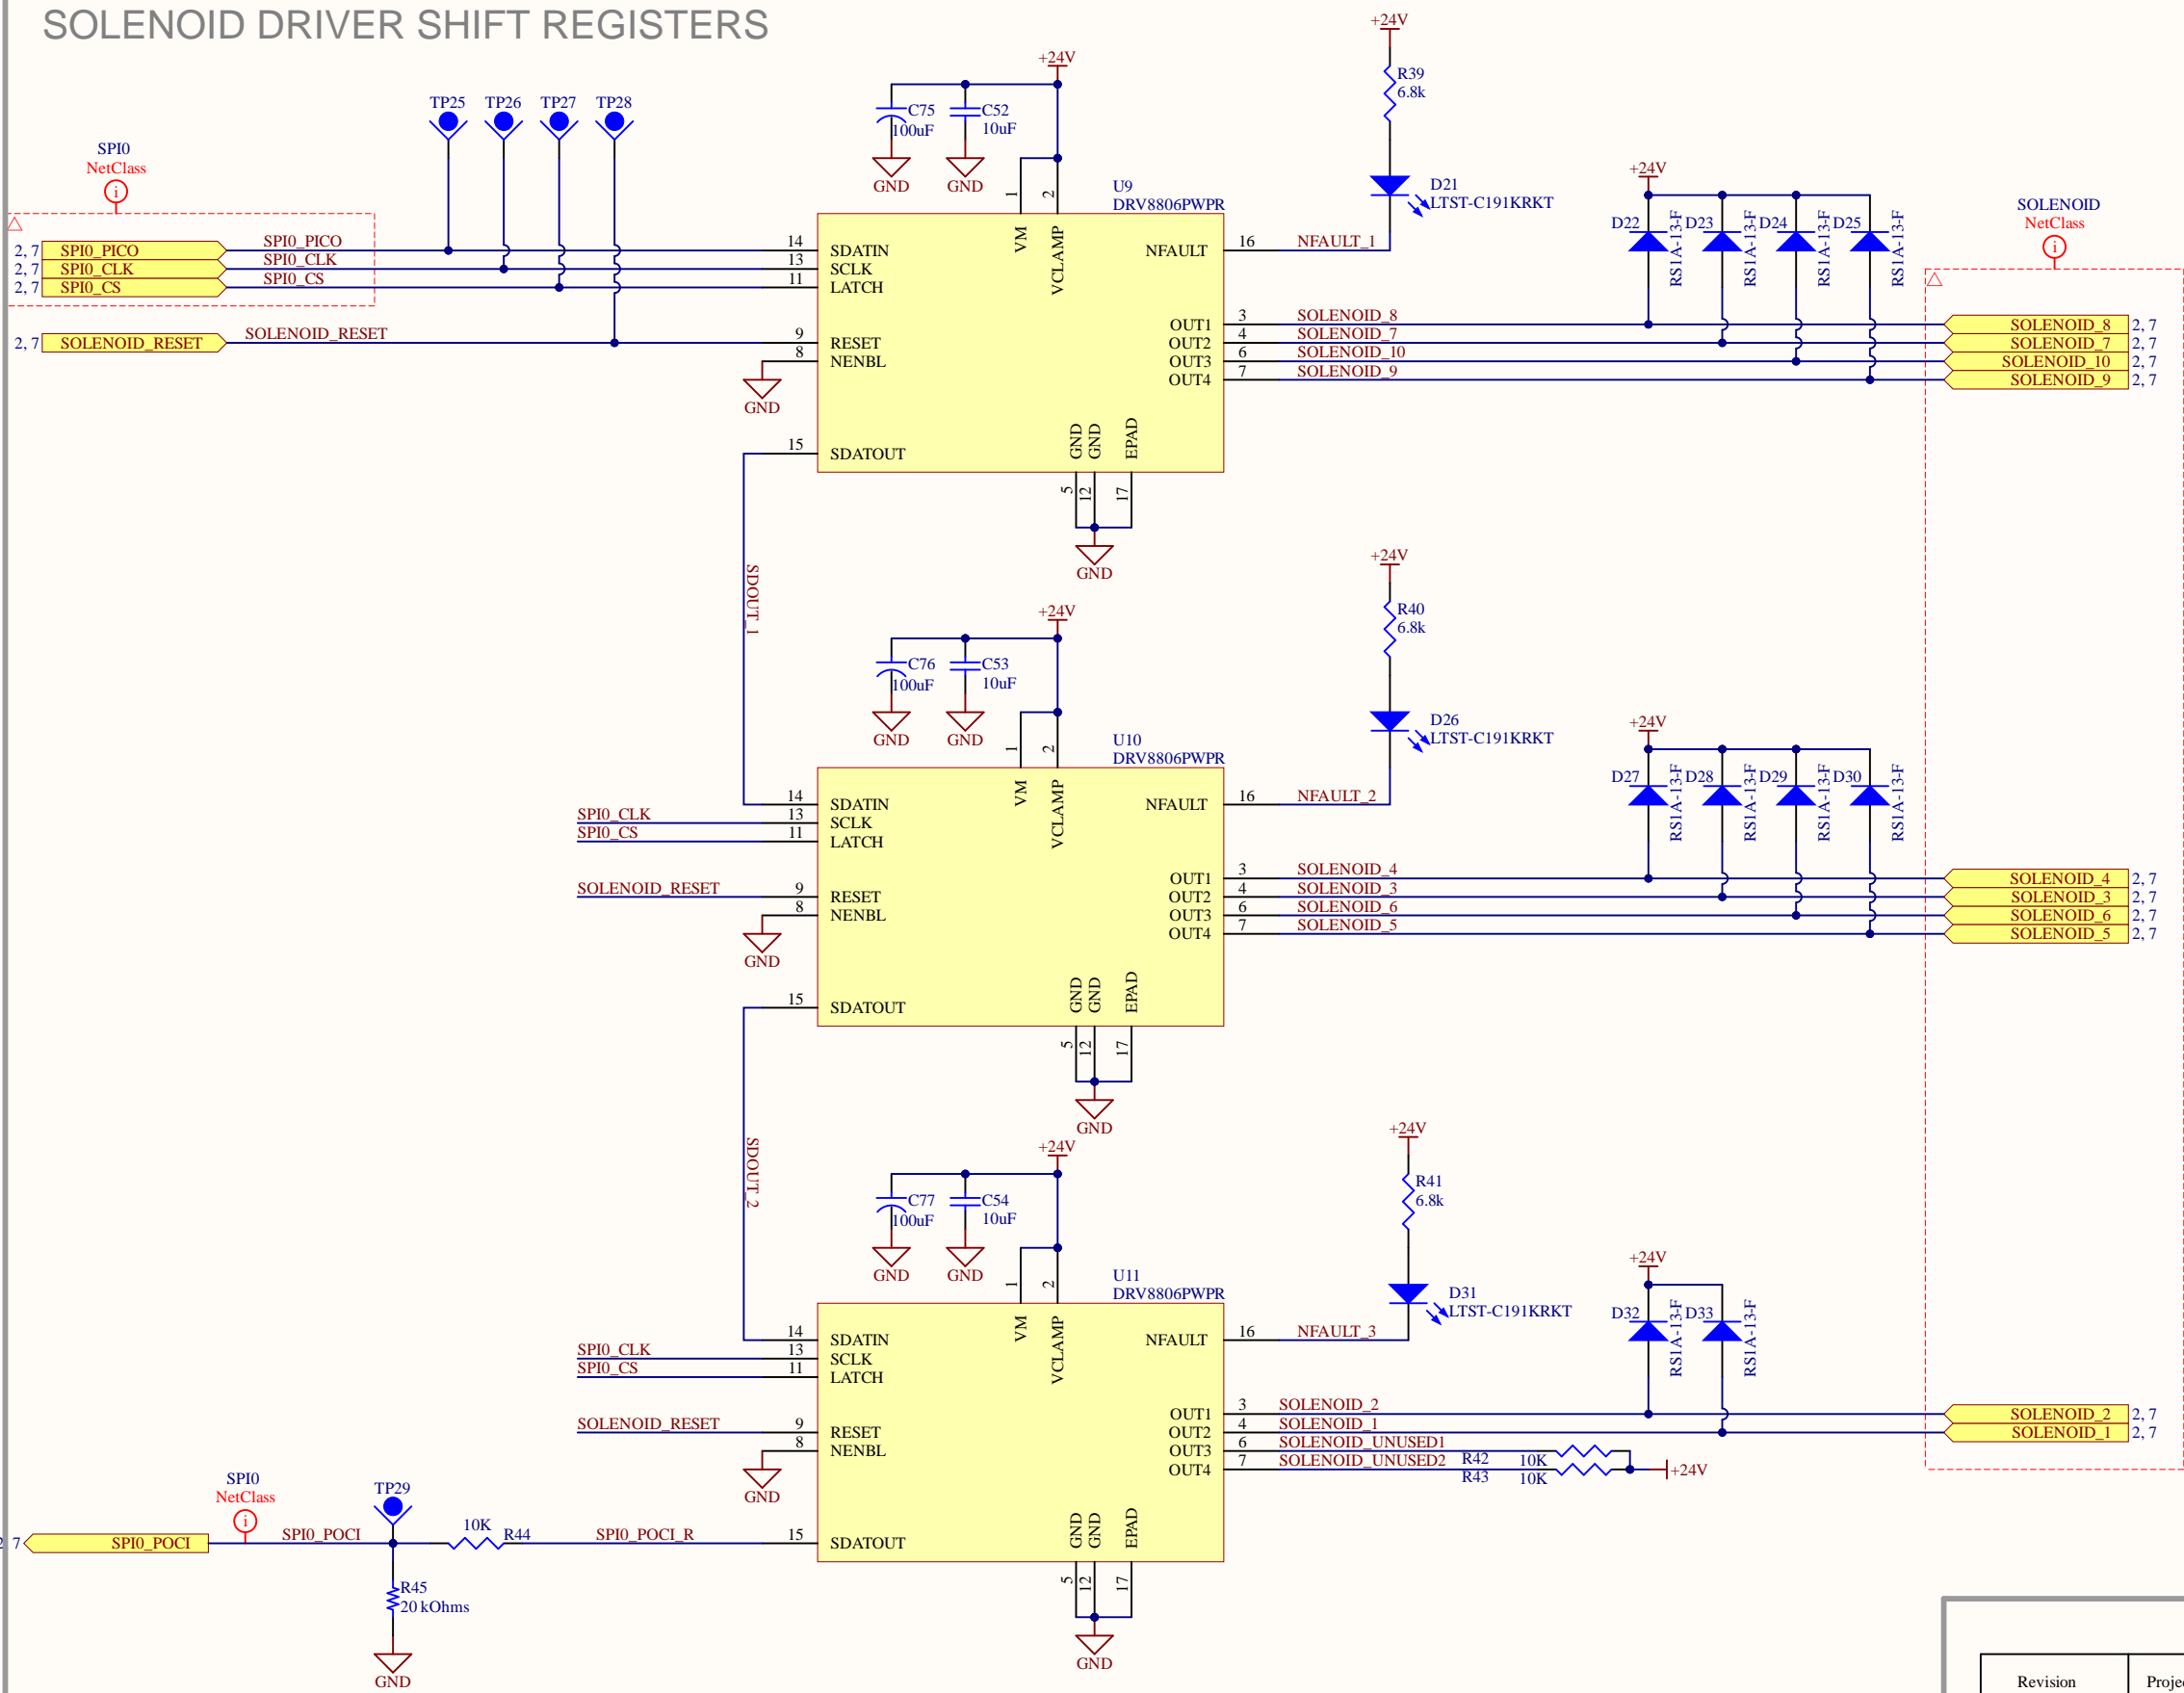 SOLENOID DRIVER SHIFT REGISTERS
TP25 TP26 TP27 TP28
SPI0
NetClass
i
2, 7 SPI0_PICO SPI0_PICO
2, 7 SPI0_CLK SPI0_CLK
2, 7 SPI0_CS SPI0_CS
2, 7 SOLENOID_RESET SOLENOID_RESET
+24V
C75
100uF
C52
10uF
GND GND
U9
DRV8806PWPR
1 VM
2 VCLAMP
14 SDATIN
13 SCLK
11 LATCH
9 RESET
8 NENBL
GND
15 SDATOUT
NFAULT 16 NFAULT_1
OUT1 3 SOLENOID_8
OUT2 4 SOLENOID_7
OUT3 6 SOLENOID_10
OUT4 7 SOLENOID_9
GND GND EPAD
5 12 17
GND
+24V
R39
6.8k
D21
LTST-C191KRKT
+24V
D22 RS1A-13-F
D23 RS1A-13-F
D24 RS1A-13-F
D25 RS1A-13-F
SOLENOID
NetClass
i
SOLENOID_8 2, 7
SOLENOID_7 2, 7
SOLENOID_10 2, 7
SOLENOID_9 2, 7
SDOUT_1
+24V
C76
100uF
C53
10uF
GND GND
U10
DRV8806PWPR
1 VM
2 VCLAMP
14 SDATIN
SPI0_CLK 13 SCLK
SPI0_CS 11 LATCH
SOLENOID_RESET 9 RESET
8 NENBL
GND
15 SDATOUT
NFAULT 16 NFAULT_2
OUT1 3 SOLENOID_4
OUT2 4 SOLENOID_3
OUT3 6 SOLENOID_6
OUT4 7 SOLENOID_5
GND GND EPAD
5 12 17
GND
+24V
R40
6.8k
D26
LTST-C191KRKT
+24V
D27 RS1A-13-F
D28 RS1A-13-F
D29 RS1A-13-F
D30 RS1A-13-F
SOLENOID_4 2, 7
SOLENOID_3 2, 7
SOLENOID_6 2, 7
SOLENOID_5 2, 7
SDOUT_2
+24V
C77
100uF
C54
10uF
GND GND
U11
DRV8806PWPR
1 VM
2 VCLAMP
14 SDATIN
SPI0_CLK 13 SCLK
SPI0_CS 11 LATCH
SOLENOID_RESET 9 RESET
8 NENBL
GND
NFAULT 16 NFAULT_3
OUT1 3 SOLENOID_2
OUT2 4 SOLENOID_1
OUT3 6 SOLENOID_UNUSED1
OUT4 7 SOLENOID_UNUSED2
R42 10K
R43 10K
+24V
GND GND EPAD
5 12 17
GND
+24V
R41
6.8k
D31
LTST-C191KRKT
+24V
D32 RS1A-13-F
D33 RS1A-13-F
SOLENOID_2 2, 7
SOLENOID_1 2, 7
SPI0
NetClass
i
TP29
2 7 SPI0_POCI SPI0_POCI 10K R44 SPI0_POCI_R 15 SDATOUT
R45
20 kOhms
GND
Revision